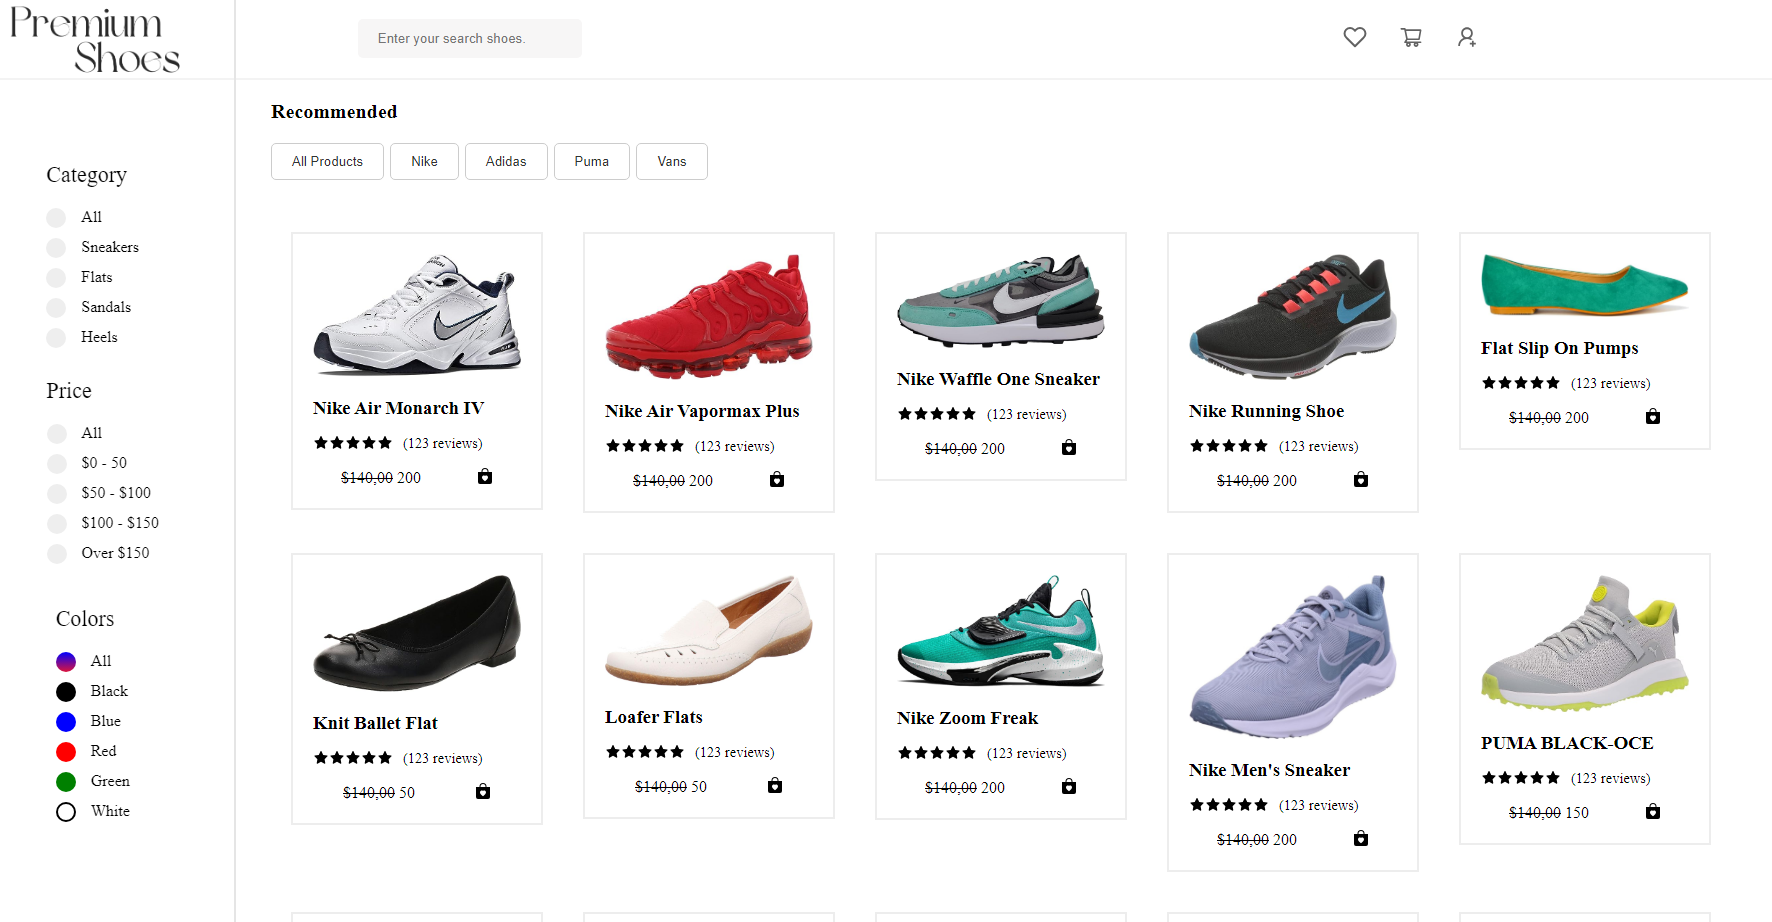 Premium
Shoes
Enter your search shoes.
Category
All
Sneakers
Flats
Sandals
Heels
Price
All
$0 - 50
$50 - $100
$100 - $150
Over $150
Colors
All
Black
Blue
Red
Green
White
Recommended
All Products
Nike
Adidas
Puma
Vans
Nike Air Monarch IV
(123 reviews)
$140,00 200
Nike Air Vapormax Plus
(123 reviews)
$140,00 200
Nike Waffle One Sneaker
(123 reviews)
$140,00 200
Nike Running Shoe
(123 reviews)
$140,00 200
Flat Slip On Pumps
(123 reviews)
$140,00 200
Knit Ballet Flat
(123 reviews)
$140,00 50
Loafer Flats
(123 reviews)
$140,00 50
Nike Zoom Freak
(123 reviews)
$140,00 200
Nike Men's Sneaker
(123 reviews)
$140,00 200
PUMA BLACK-OCE
(123 reviews)
$140,00 150